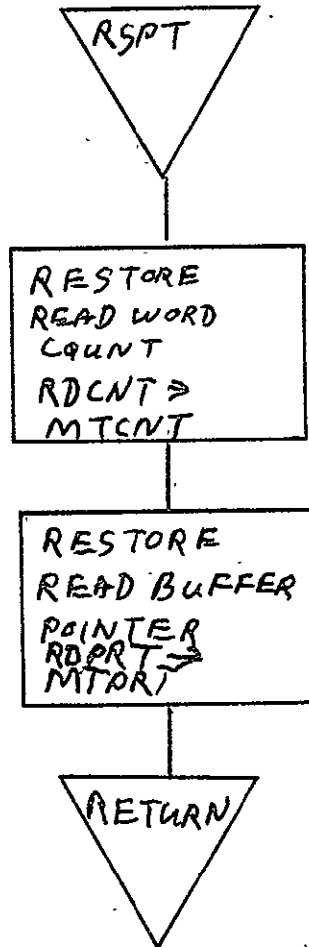 RSPT
RESTORE
READ WORD
COUNT
RDCNT ⇒
MTCNT
RESTORE
READ BUFFER
POINTER
RDPRT ⇒
MTPRT
RETURN